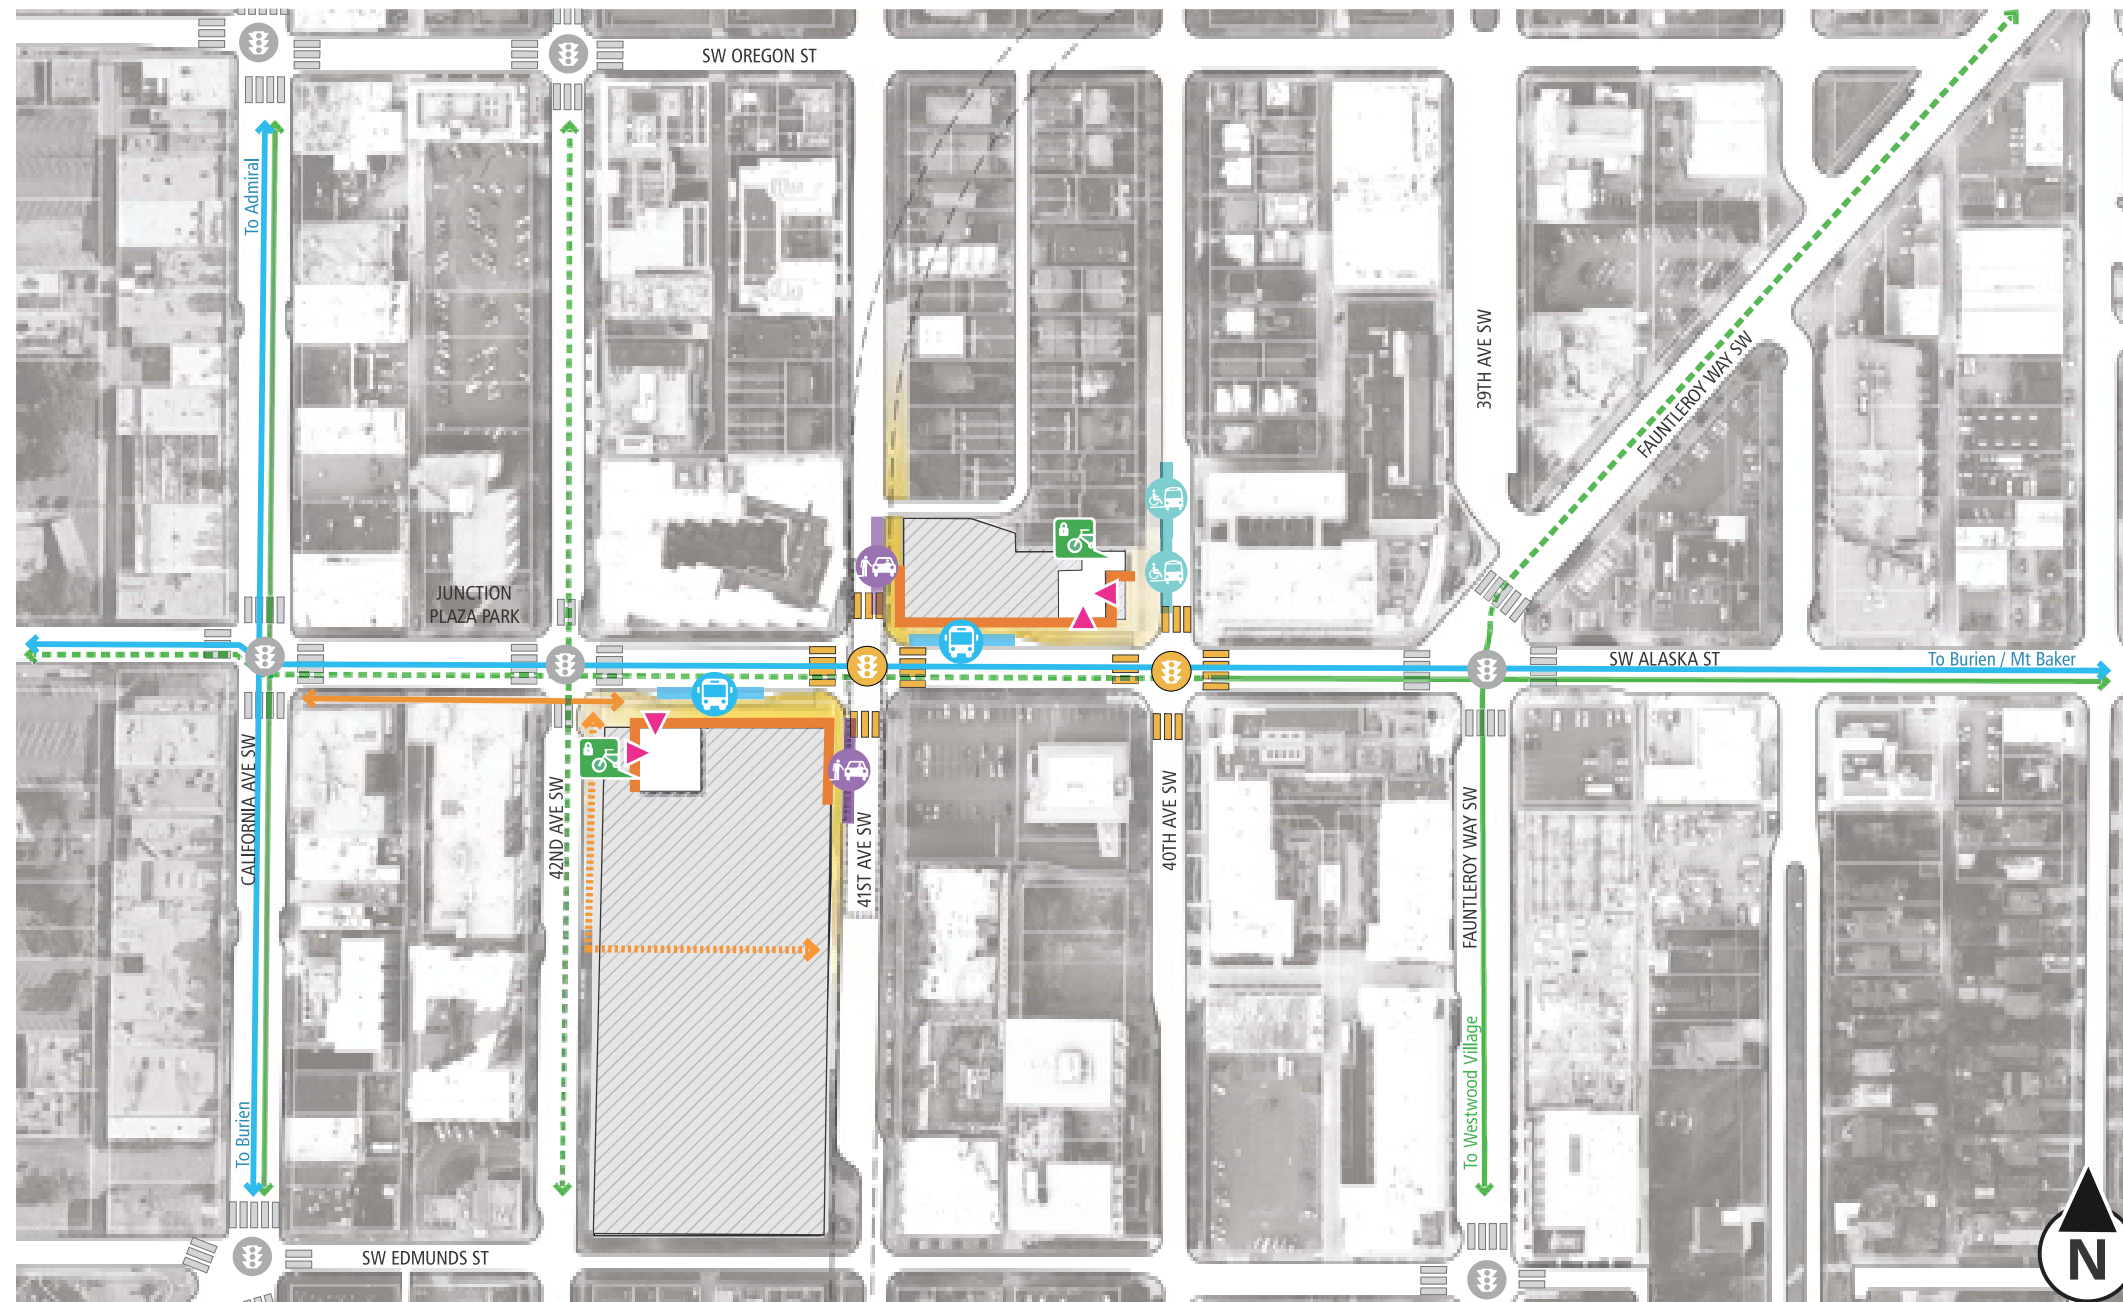 SW OREGON ST
To Admiral
39TH AVE SW
FAUNTLEROY WAY SW
JUNCTION
PLAZA PARK
SW ALASKA ST
To Burien / Mt Baker
CALIFORNIA AVE SW
42ND AVE SW
41ST AVE SW
40TH AVE SW
FAUNTLEROY WAY SW
To Burien
To Westwood Village
SW EDMUNDS ST
N